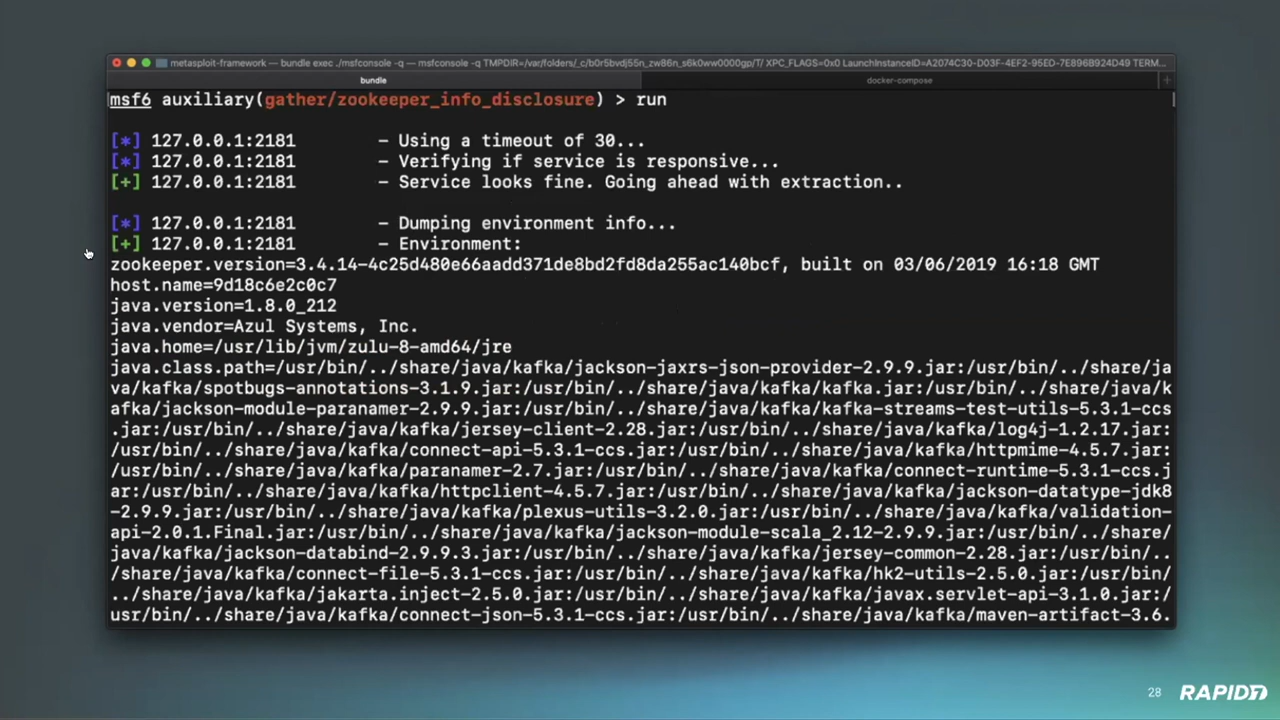 metasploit-framework — bundle exec ./msfconsole -q — msfconsole -q TMPDIR=/var/folders/_c/b0r5bvdj55n_zw86n_s6k0ww0000gp/T/ XPC_FLAGS=0x0 LaunchInstanceID=A2074C30-D03F-4EF2-95ED-7E896B924D49 TERM...
bundle docker-compose +
msf6 auxiliary(gather/zookeeper_info_disclosure) > run
[*] 127.0.0.1:2181 - Using a timeout of 30...
[*] 127.0.0.1:2181 - Verifying if service is responsive...
[+] 127.0.0.1:2181 - Service looks fine. Going ahead with extraction..
[*] 127.0.0.1:2181 - Dumping environment info...
[+] 127.0.0.1:2181 - Environment:
zookeeper.version=3.4.14-4c25d480e66aadd371de8bd2fd8da255ac140bcf, built on 03/06/2019 16:18 GMT
host.name=9d18c6e2c0c7
java.version=1.8.0_212
java.vendor=Azul Systems, Inc.
java.home=/usr/lib/jvm/zulu-8-amd64/jre
java.class.path=/usr/bin/../share/java/kafka/jackson-jaxrs-json-provider-2.9.9.jar:/usr/bin/../share/ja
va/kafka/spotbugs-annotations-3.1.9.jar:/usr/bin/../share/java/kafka/kafka.jar:/usr/bin/../share/java/k
afka/jackson-module-paranamer-2.9.9.jar:/usr/bin/../share/java/kafka/kafka-streams-test-utils-5.3.1-ccs
.jar:/usr/bin/../share/java/kafka/jersey-client-2.28.jar:/usr/bin/../share/java/kafka/log4j-1.2.17.jar:
/usr/bin/../share/java/kafka/connect-api-5.3.1-ccs.jar:/usr/bin/../share/java/kafka/httpmime-4.5.7.jar:
/usr/bin/../share/java/kafka/paranamer-2.7.jar:/usr/bin/../share/java/kafka/connect-runtime-5.3.1-ccs.j
ar:/usr/bin/../share/java/kafka/httpclient-4.5.7.jar:/usr/bin/../share/java/kafka/jackson-datatype-jdk8
-2.9.9.jar:/usr/bin/../share/java/kafka/plexus-utils-3.2.0.jar:/usr/bin/../share/java/kafka/validation-
api-2.0.1.Final.jar:/usr/bin/../share/java/kafka/jackson-module-scala_2.12-2.9.9.jar:/usr/bin/../share/
java/kafka/jackson-databind-2.9.9.3.jar:/usr/bin/../share/java/kafka/jersey-common-2.28.jar:/usr/bin/..
/share/java/kafka/connect-file-5.3.1-ccs.jar:/usr/bin/../share/java/kafka/hk2-utils-2.5.0.jar:/usr/bin/
../share/java/kafka/jakarta.inject-2.5.0.jar:/usr/bin/../share/java/kafka/javax.servlet-api-3.1.0.jar:/
usr/bin/../share/java/kafka/connect-json-5.3.1-ccs.jar:/usr/bin/../share/java/kafka/maven-artifact-3.6.
28 RAPID7